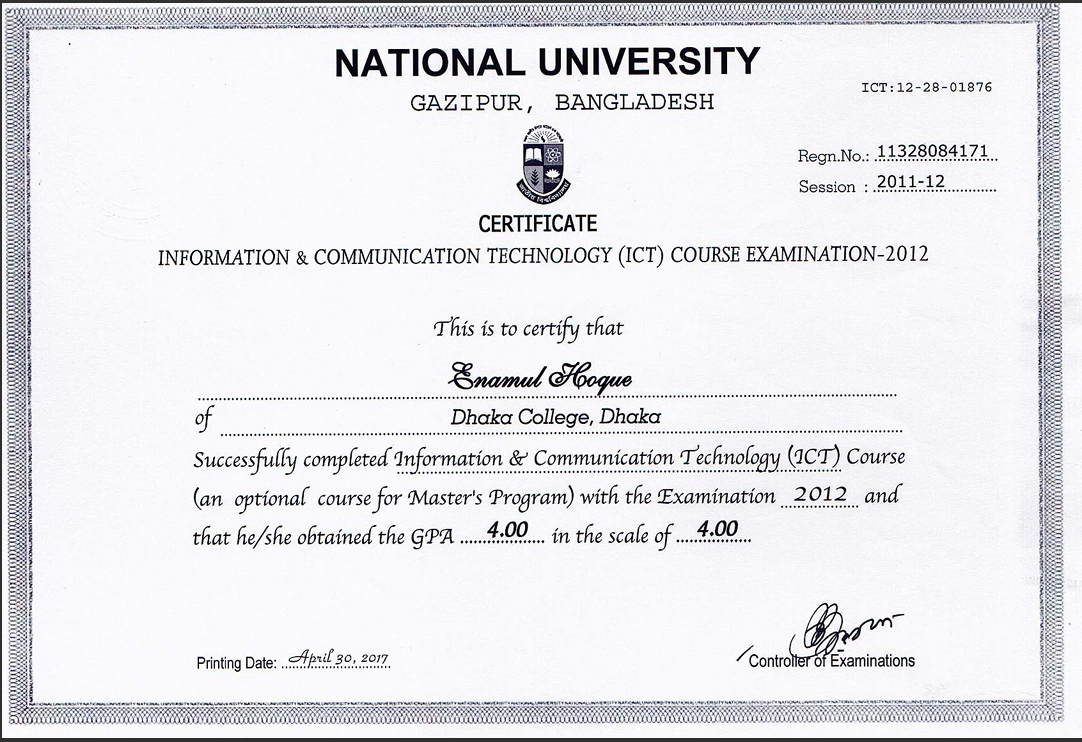 NATIONAL UNIVERSITY
GAZIPUR, BANGLADESH
ICT:12-28-01876
Regn.No.: 11328084171
Session : 2011-12
CERTIFICATE
INFORMATION & COMMUNICATION TECHNOLOGY (ICT) COURSE EXAMINATION-2012
This is to certify that
Enamul Hoque
of Dhaka College, Dhaka
Successfully completed Information & Communication Technology (ICT) Course
(an optional course for Master's Program) with the Examination 2012 and
that he/she obtained the GPA 4.00 in the scale of 4.00
Printing Date: April 30, 2017
Controller of Examinations